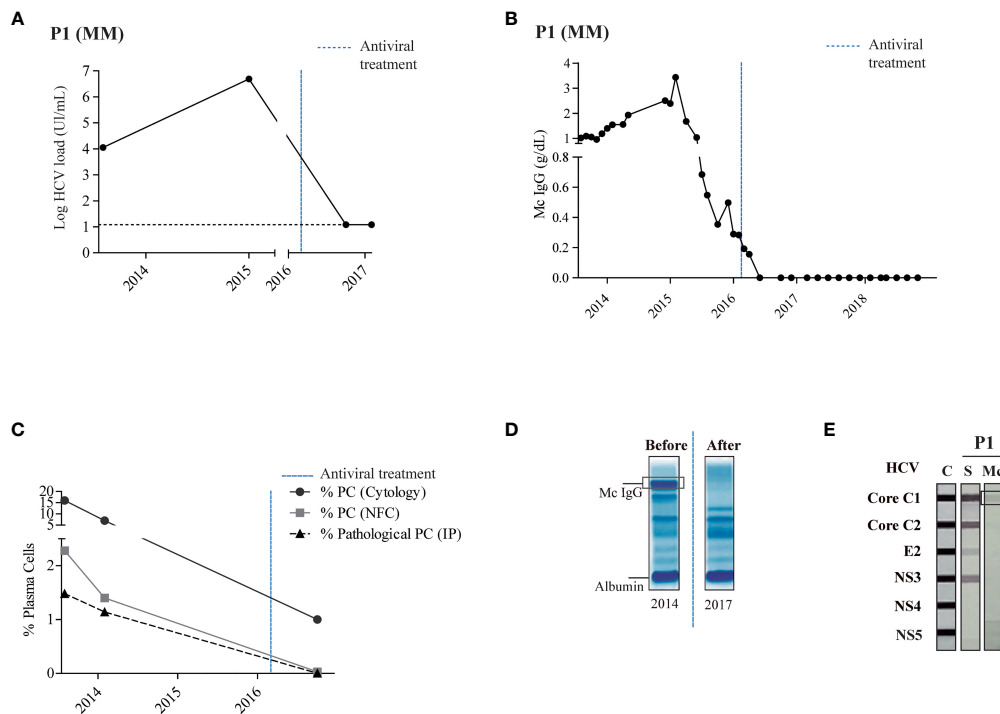 A
P1 (MM)
Antiviral
treatment
Log HCV load (UI/mL)
7
6
5
4
3
2
1
0
2014
2015
2016
2017
B
P1 (MM)
Antiviral
treatment
Mc IgG (g/dL)
4
3
2
1
0.8
0.6
0.4
0.2
0.0
2014
2015
2016
2017
2018
C
Antiviral treatment
% PC (Cytology)
% PC (NFC)
% Pathological PC (IP)
% Plasma Cells
20
15
10
5
2
1
0
2014
2015
2016
D
Before After
Mc IgG
Albumin
2014 2017
E
P1
HCV C S Mc
Core C1
Core C2
E2
NS3
NS4
NS5